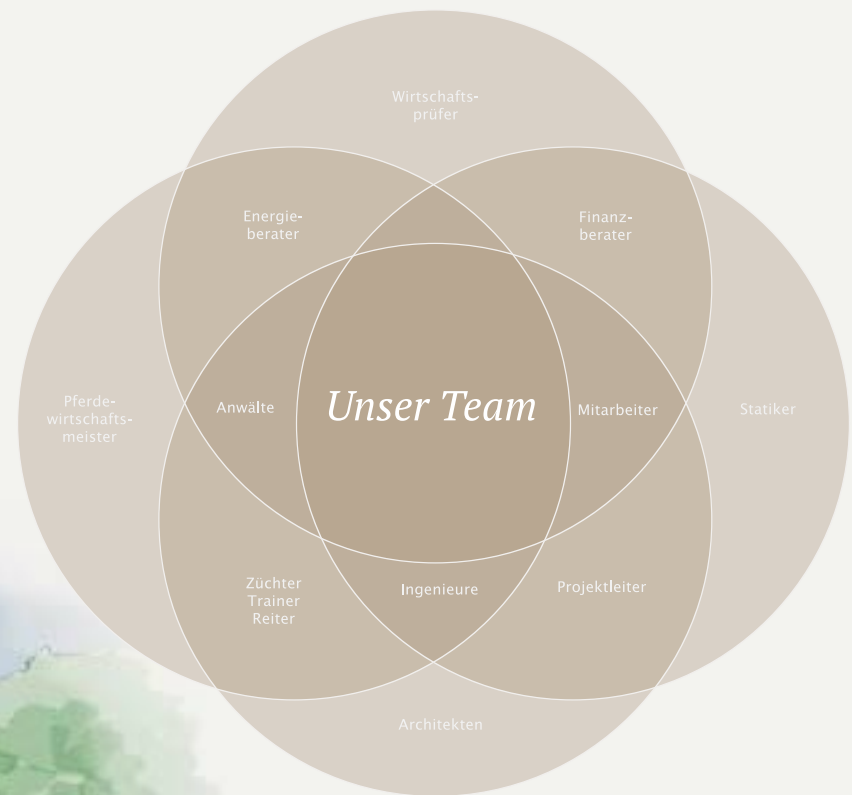 Wirtschafts-
prüfer
Energie-
berater
Finanz-
berater
Pferde-
wirtschafts-
meister
Anwälte
Unser Team
Mitarbeiter
Statiker
Züchter
Trainer
Reiter
Ingenieure
Projektleiter
Architekten